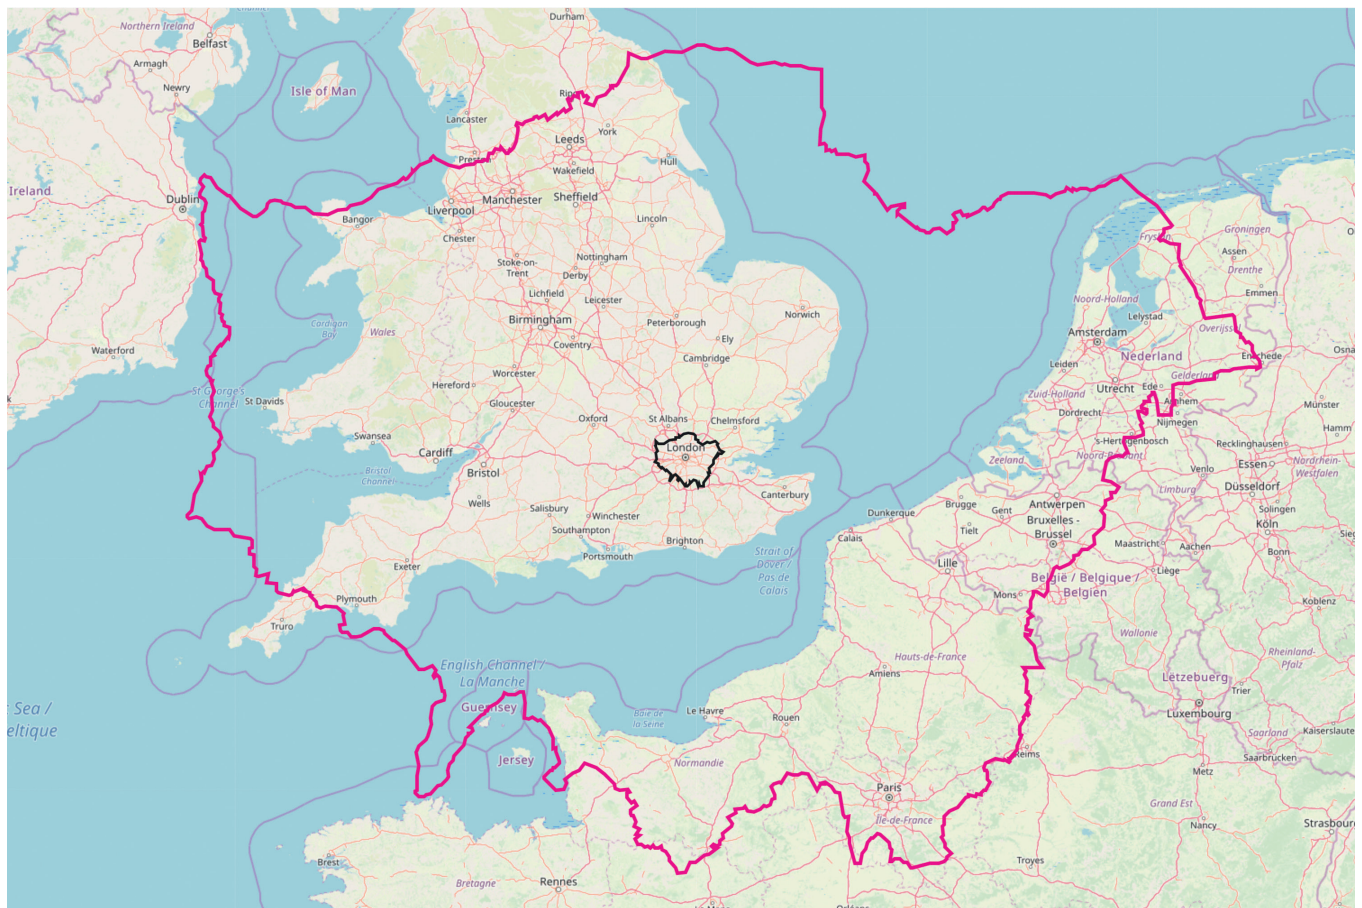 Channel
Durham
Northern Ireland
Belfast
Armagh
Newry
Isle of Man
Lancaster
York
Leeds
Hull
Wakefield
Ireland
Dublin
Sheffield
Manchester
Liverpool
Bangor
Lincoln
Chester
Groningen
Assen
Drenthe
Stoke-on-
Trent
Nottingham
Derby
Emmen
Lichfield
Leicester
Noord-Holland
Lelystad
Norwich
Peterborough
Birmingham
Cardigan
Bay
Wales
Amsterdam
Ely
Coventry
Waterford
Cambridge
Nederland
Enschede
Leiden
Worcester
Hereford
Utrecht
Ede
Zuid-Holland
St George's
Channel
St Davids
Gloucester
Arnhem
Münster
Oxford
St Albans
Chelmsford
Dordrecht
Nijmegen
Hamm
Swansea
Cardiff
London
's-Hertogenbosch
Recklinghausen
Bristol
Zeeland
Noord-Brabant
Essen
Nordrhein-
Westfalen
Venlo
Bristol
Channel
Düsseldorf
Limburg
Canterbury
Wells
Salisbury
Winchester
Brugge
Gent
Antwerpen
Solingen
Dunkerque
Southampton
Bruxelles -
Brussel
Tielt
Köln
Brighton
Calais
Maastricht
Aachen
Portsmouth
Strait of
Dover /
Pas de
Calais
Bonn
Exeter
Lille
Liège
België / Belgique /
Belgien
Mons
Plymouth
Koblenz
Truro
Wallonie
Hauts-de-France
Rheinland-
Pfalz
English Channel /
La Manche
Amiens
Lëtzebuerg
Trier
Guernsey
Le Havre
Baie de
la Seine
Rouen
Luxembourg
Sea /
eltique
Saarland
Kaiserslaute
Reims
Saarbrücken
Jersey
Normandie
Metz
Paris
Grand Est
Île-de-France
Nancy
Strasbourg
Troyes
Brest
Bretagne
Rennes